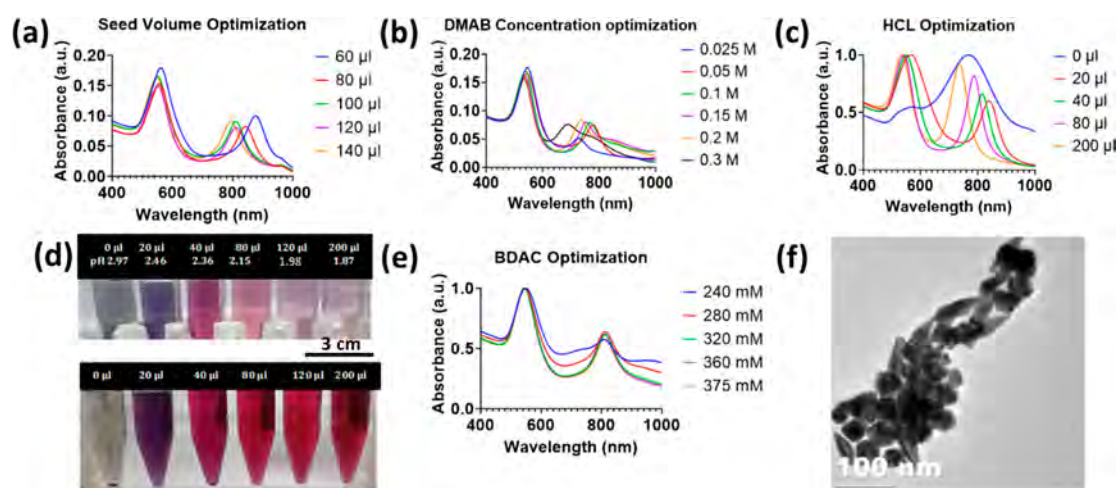 (a)
Seed Volume Optimization
Absorbance (a.u.)
0.20
0.15
0.10
0.05
0.00
400 600 800 1000
Wavelength (nm)
60 µl
80 µl
100 µl
120 µl
140 µl
(b)
DMAB Concentration optimization
Absorbance (a.u.)
0.20
0.15
0.10
0.05
0.00
400 600 800 1000
Wavelength (nm)
0.025 M
0.05 M
0.1 M
0.15 M
0.2 M
0.3 M
(c)
HCL Optimization
Absorbance (a.u.)
1.0
0.5
0.0
400 600 800 1000
Wavelength (nm)
0 µl
20 µl
40 µl
80 µl
200 µl
(d)
0 µl 20 µl 40 µl 80 µl 120 µl 200 µl
pH 2.97 2.46 2.36 2.15 1.98 1.87
3 cm
0 µl 20 µl 40 µl 80 µl 120 µl 200 µl
(e)
BDAC Optimization
Absorbance (a.u.)
1.0
0.5
0.0
400 600 800 1000
Wavelength (nm)
240 mM
280 mM
320 mM
360 mM
375 mM
(f)
100 nm